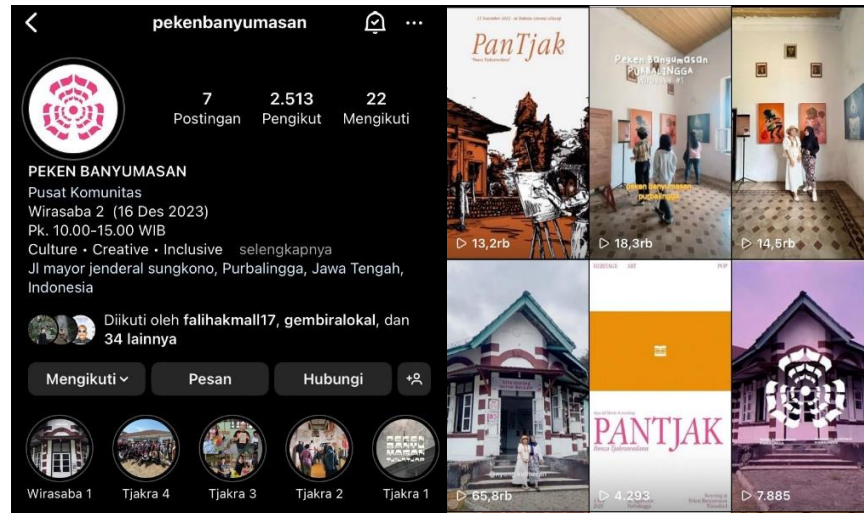 pekenbanyumasan
7 2.513 22
Postingan Pengikut Mengikuti
PEKEN BANYUMASAN
Pusat Komunitas
Wirasaba 2 (16 Des 2023)
Pk. 10.00-15.00 WIB
Culture • Creative • Inclusive selengkapnya
Jl mayor jenderal sungkono, Purbalingga, Jawa Tengah,
Indonesia
Diikuti oleh falihakmall17, gembiralokal, dan
34 lainnya
Mengikuti Pesan Hubungi
Wirasaba 1 Tjakra 4 Tjakra 3 Tjakra 2 Tjakra 1
PanTjak
13,2rb
Peken Banyumasan
PURBALINGGA
peken banyumasan
purbalingga
18,3rb
14,5rb
65,8rb
HERITAGE ART POP
PANTJAK
4.293
7.885